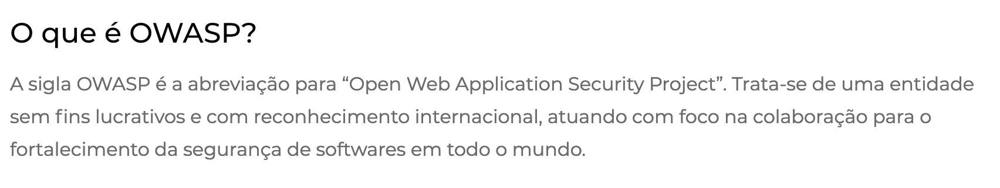 O que é OWASP?
A sigla OWASP é a abreviação para “Open Web Application Security Project”. Trata-se de uma entidade
sem fins lucrativos e com reconhecimento internacional, atuando com foco na colaboração para o
fortalecimento da segurança de softwares em todo o mundo.